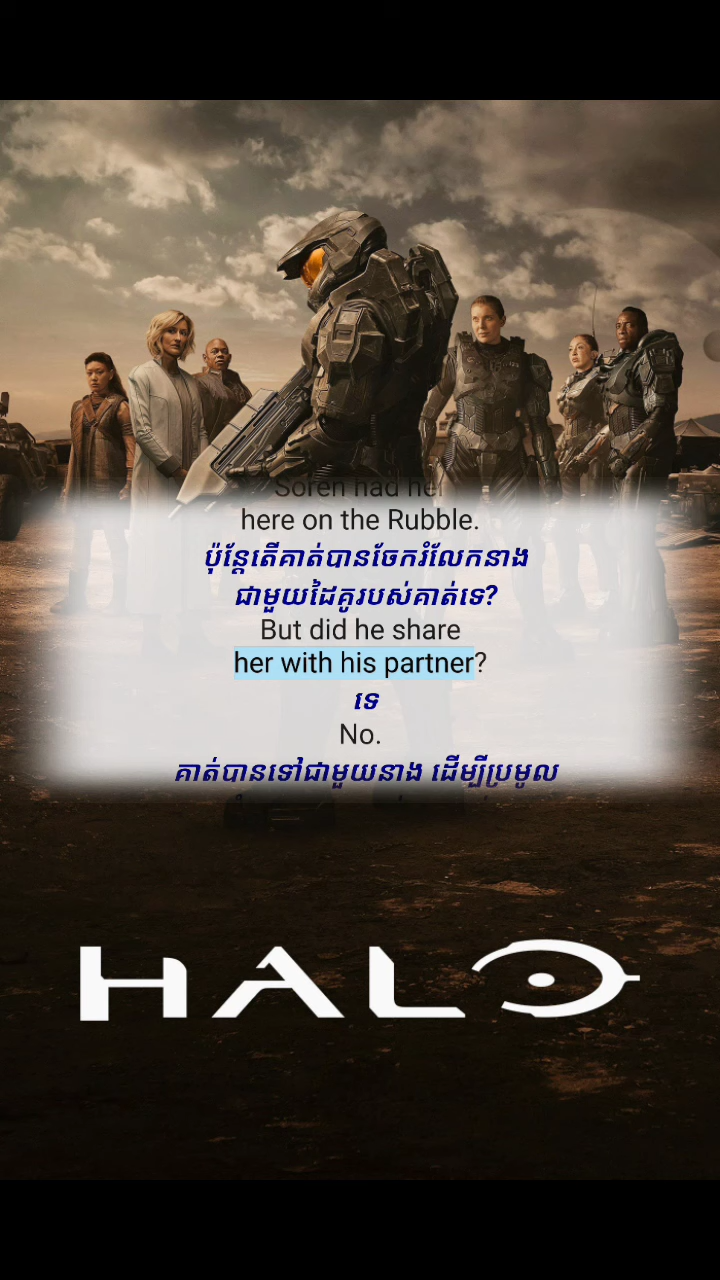 Soren had her
here on the Rubble.
ប៉ុន្តែតើគាត់បានចែករំលែកនាង
ជាមួយដៃគូរបស់គាត់ទេ?
But did he share
her with his partner?
ទេ
No.
គាត់បានទៅជាមួយនាង ដើម្បីប្រមូល
HALO